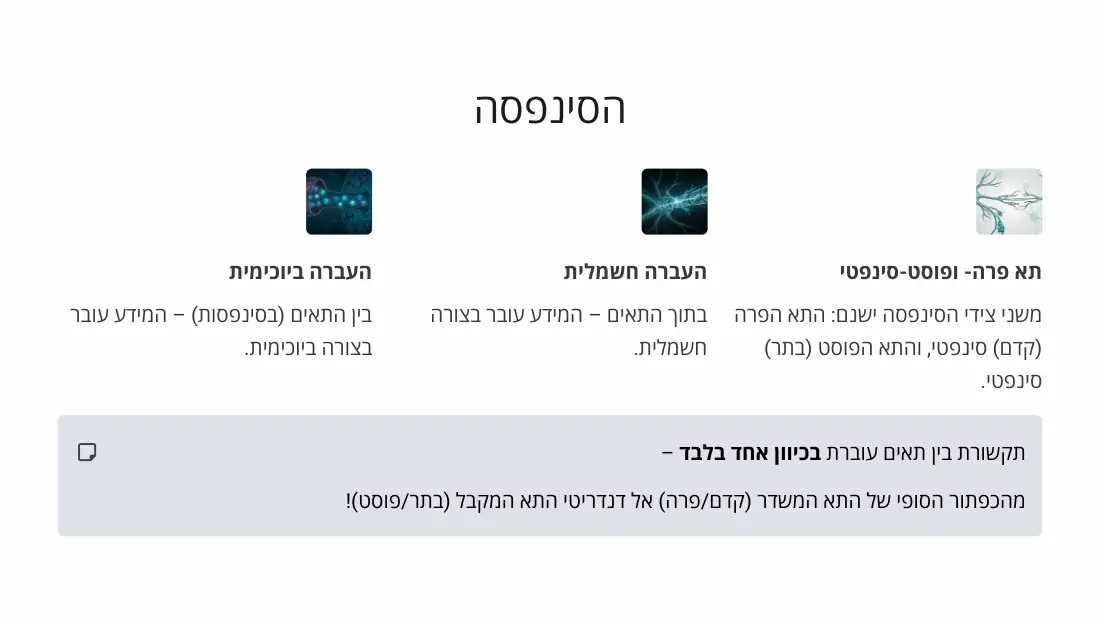 הסינפסה
תא פרה- ופוסט-סינפטי
משני צידי הסינפסה ישנם: התא הפרה
(קדם) סינפטי, והתא הפוסט (בתר)
סינפטי.
העברה חשמלית
בתוך התאים – המידע עובר בצורה
חשמלית.
העברה ביוכימית
בין התאים (בסינפסות) – המידע עובר
בצורה ביוכימית.
תקשורת בין תאים עוברת בכיוון אחד בלבד –
מהכפתור הסופי של התא המשדר (קדם/פרה) אל דנדריטי התא המקבל (בתר/פוסט)!